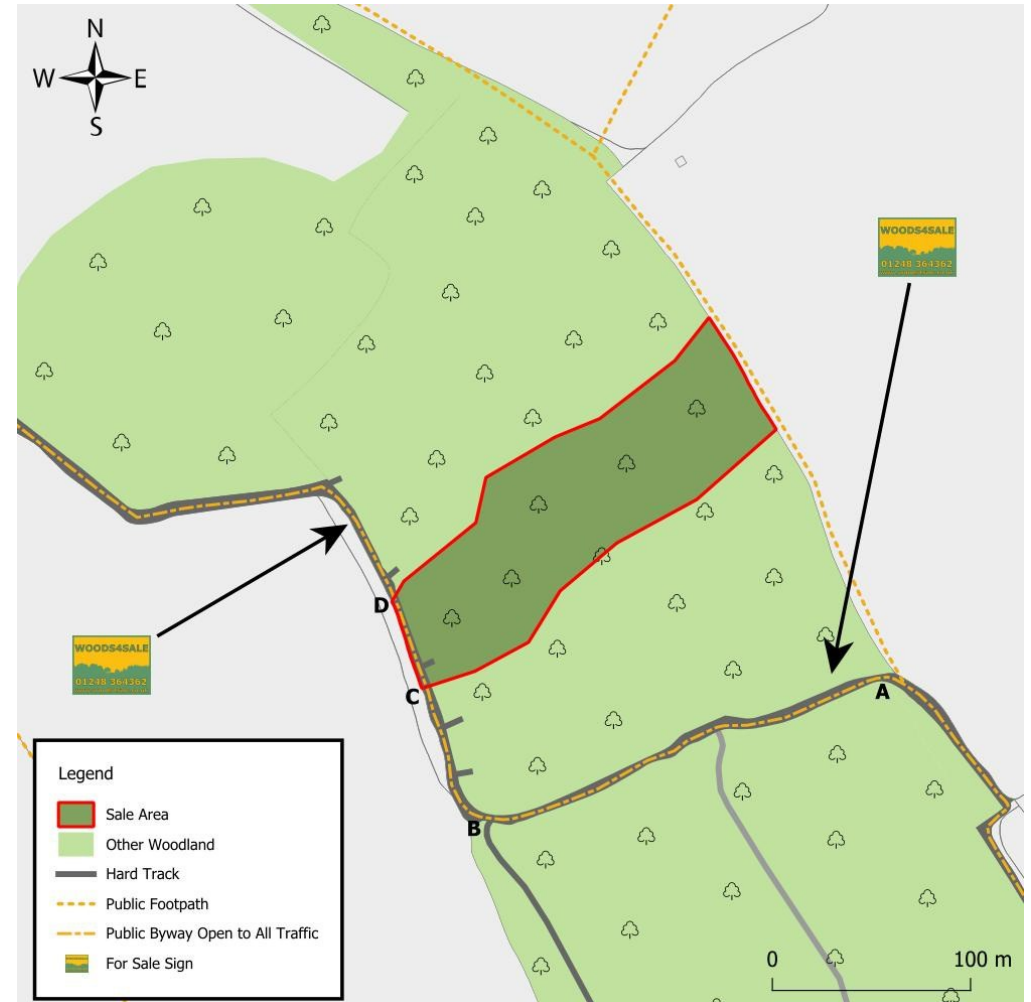 N
W E
S
WOODS4SALE
01248 364362
WOODS4SALE
01248 364362
D
C
A
B
Legend
Sale Area
Other Woodland
Hard Track
Public Footpath
Public Byway Open to All Traffic
For Sale Sign
0 100 m